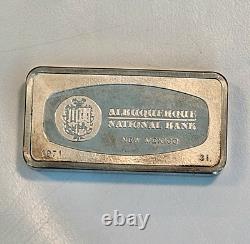 ALBUQUERQUE
NATIONAL BANK
NEW MEXICO
1971
31